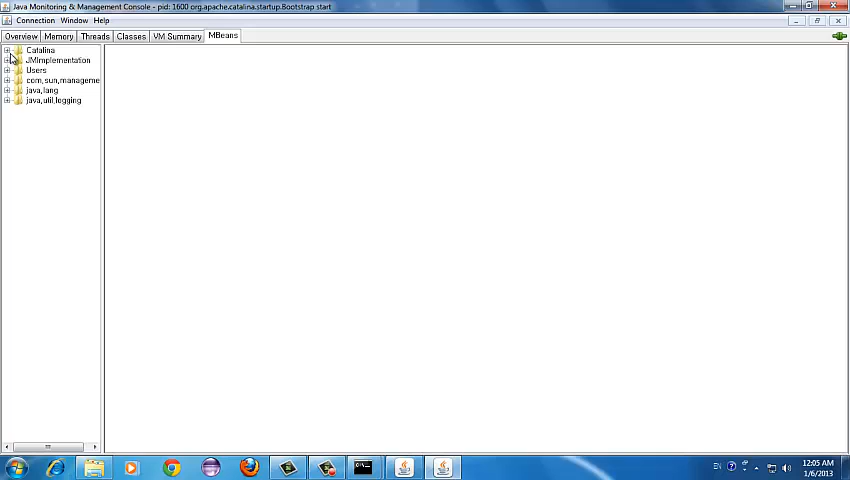 Java Monitoring & Management Console - pid: 1600 org.apache.catalina.startup.Bootstrap start
Connection Window Help
Overview Memory Threads Classes VM Summary MBeans
Catalina
JMImplementation
Users
com.sun.manageme
java.lang
java.util.logging
EN
12:05 AM
1/6/2013